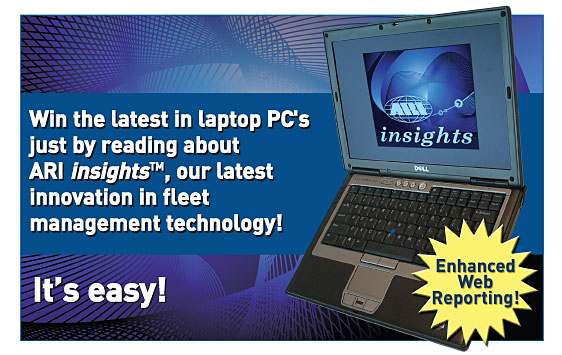 Win the latest in laptop PC's
just by reading about
ARI insights™, our latest
innovation in fleet
management technology!
It's easy!
ARI
insights
DELL
Enhanced
Web
Reporting!